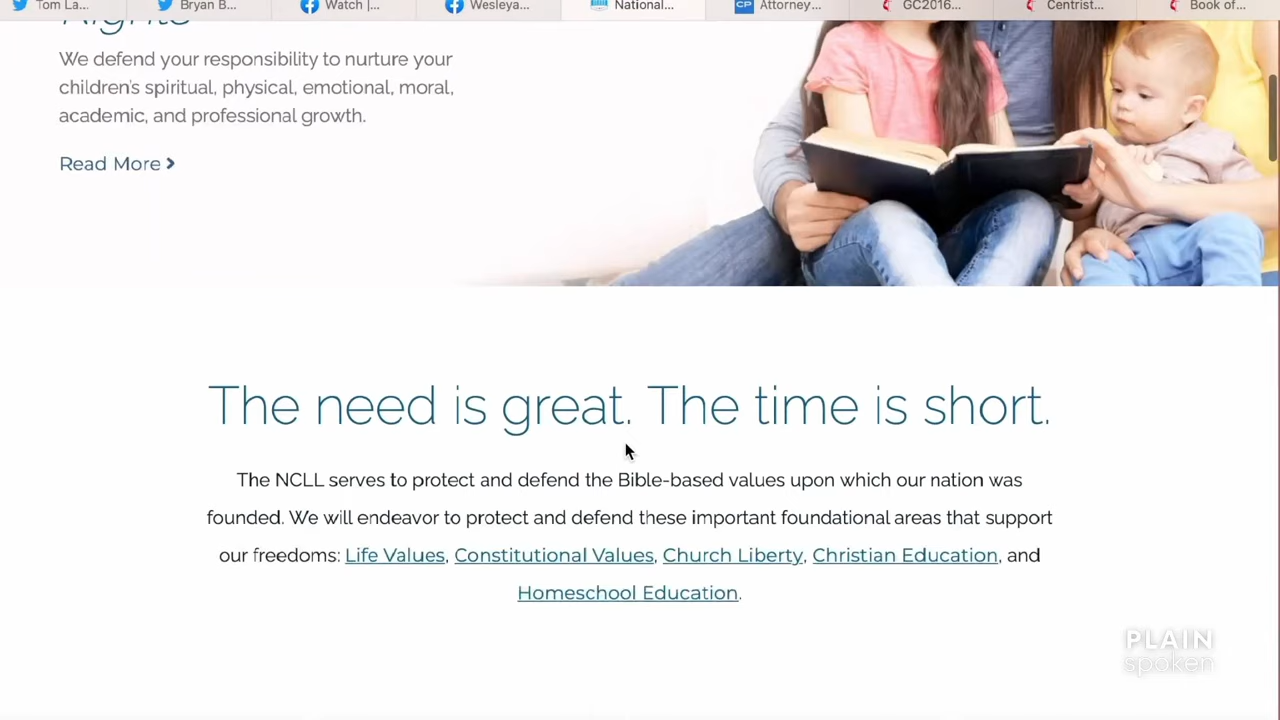 Tom La... Bryan B... Watch |... Wesleya... National... CP Attorney... GC2016... Centrist... Book of...
We defend your responsibility to nurture your
children's spiritual, physical, emotional, moral,
academic, and professional growth.
Read More
The need is great. The time is short.
The NCLL serves to protect and defend the Bible-based values upon which our nation was
founded. We will endeavor to protect and defend these important foundational areas that support
our freedoms: Life Values, Constitutional Values, Church Liberty, Christian Education, and
Homeschool Education.
PLAIN
spoken